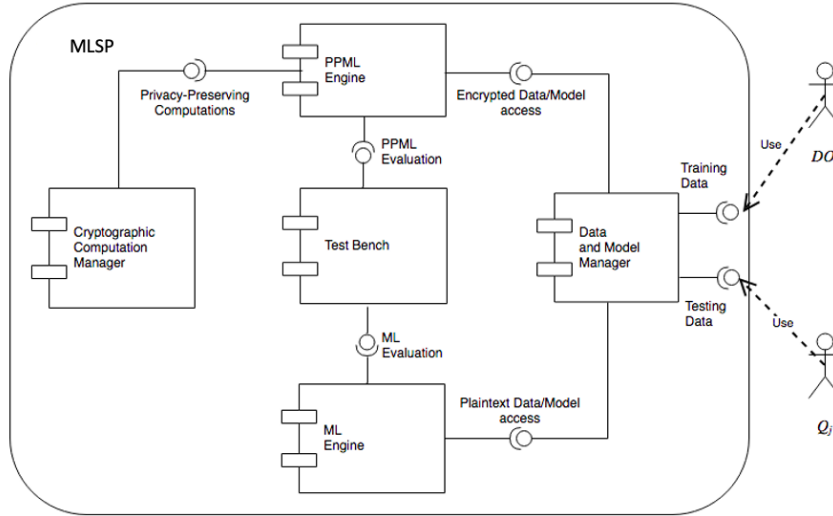 MLSP
PPML
Engine
Privacy-Preserving
Computations
Encrypted Data/Model
access
PPML
Evaluation
Use
DO
Training
Data
Cryptographic
Computation
Manager
Test Bench
Data
and Model
Manager
Testing
Data
Use
ML
Evaluation
Plaintext Data/Model
access
ML
Engine
Qj